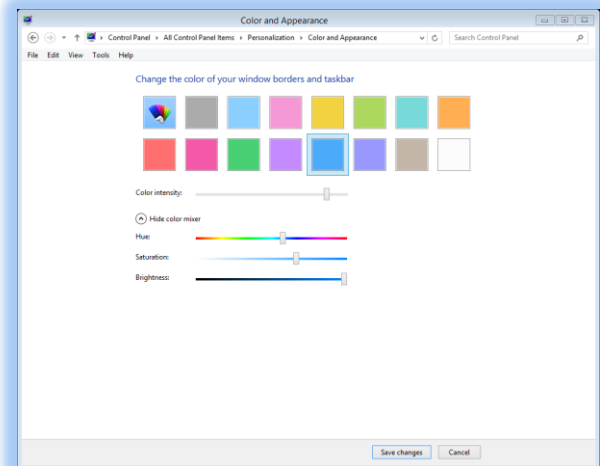 Color and Appearance
Control Panel › All Control Panel Items › Personalization › Color and Appearance
Search Control Panel
File Edit View Tools Help
Change the color of your window borders and taskbar
Color intensity:
Hide color mixer
Hue:
Saturation:
Brightness:
Save changes Cancel